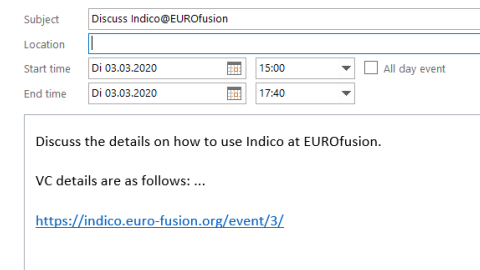 Subject Discuss Indico@EUROfusion
Location
Start time Di 03.03.2020 15:00 All day event
End time Di 03.03.2020 17:40
Discuss the details on how to use Indico at EUROfusion.
VC details are as follows: ...
https://indico.euro-fusion.org/event/3/